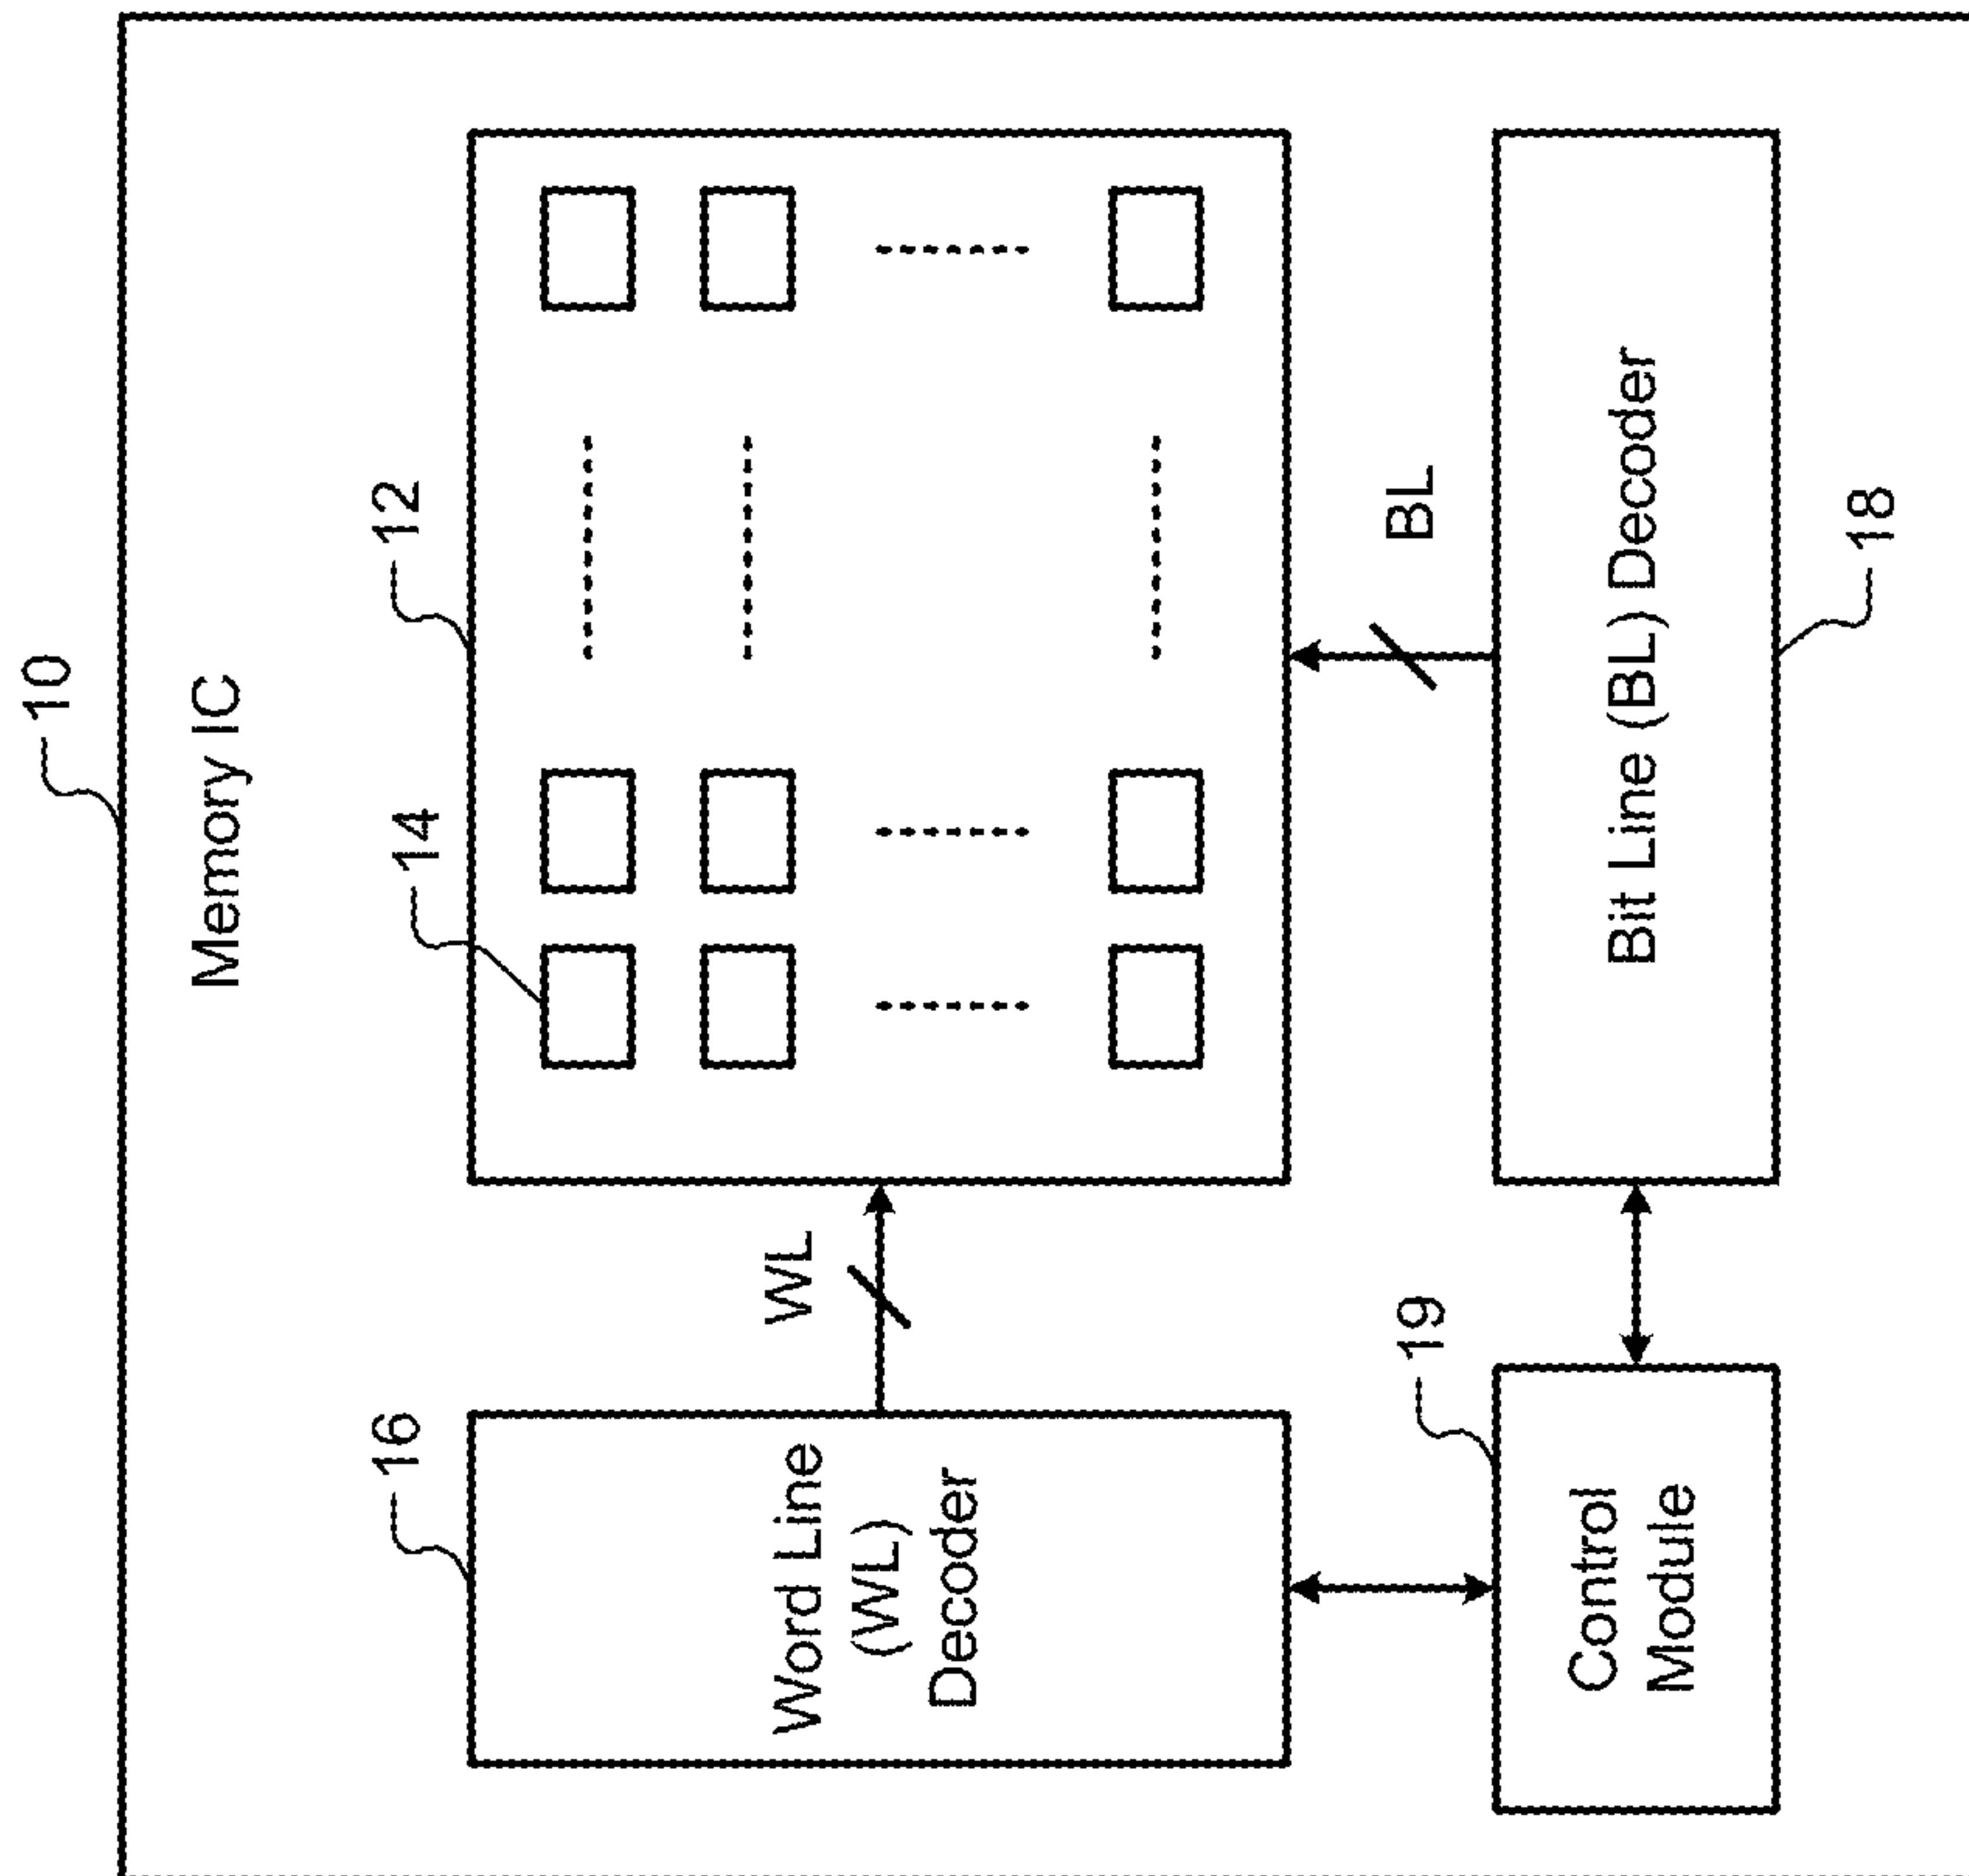 10
Memory IC
16
12
14
Word Line
(WL)
Decoder
WL
19
BL
Control
Module
Bit Line (BL) Decoder
18